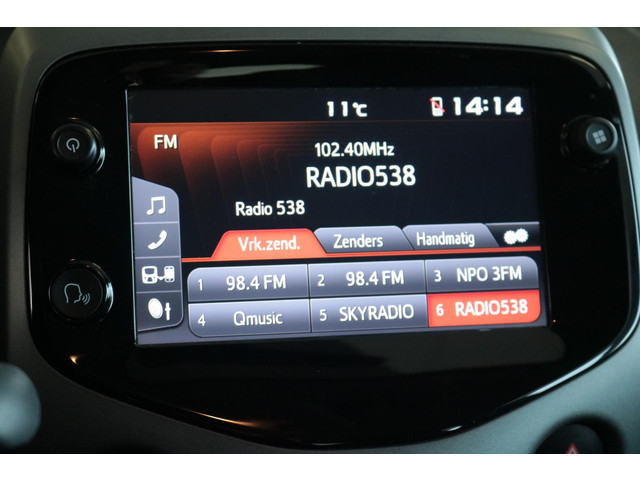 11°C 14:14
FM
102.40MHz
RADIO538
Radio 538
Vrk.zend. Zenders Handmatig
1 98.4 FM 2 98.4 FM 3 NPO 3FM
4 Qmusic 5 SKYRADIO 6 RADIO538